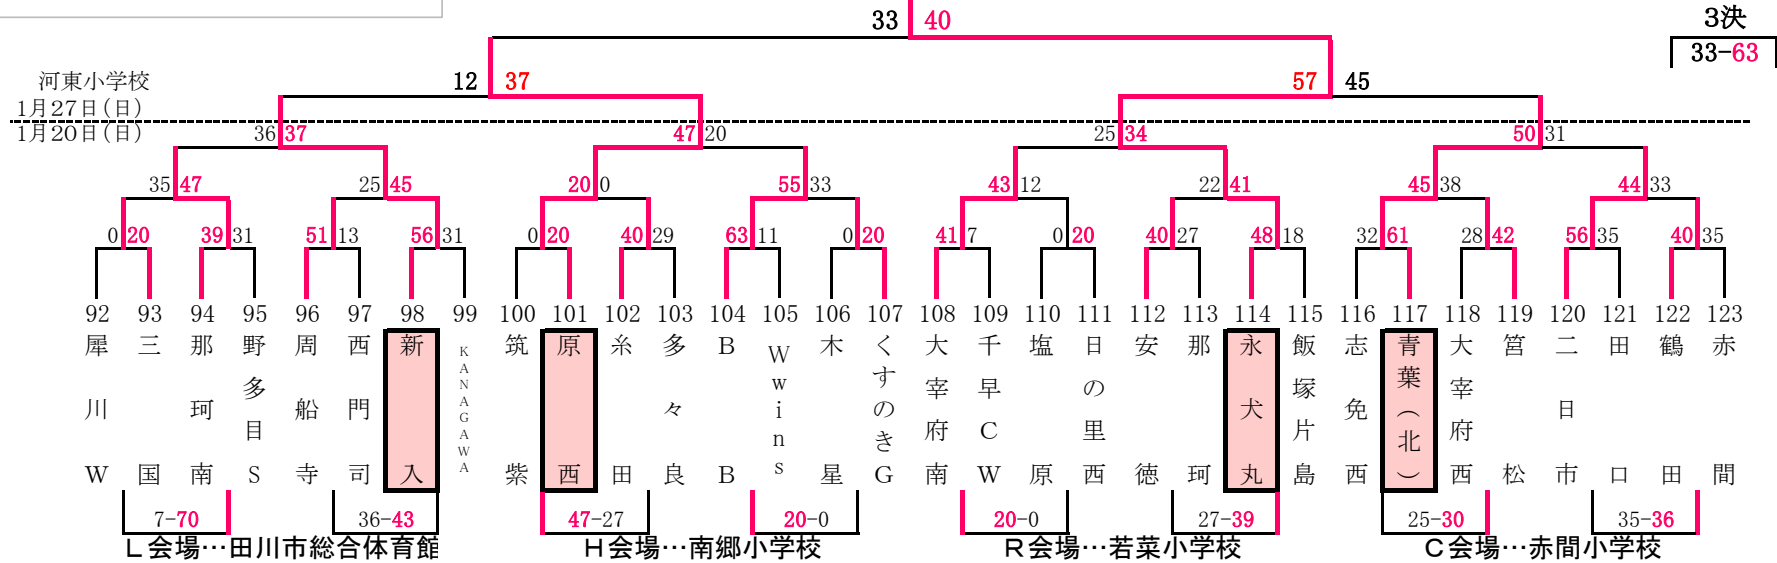 33 40
3決
33-63
河東小学校
12 37
57 45
1月27日(日)
1月20日(日)
36 37
47 20
25 34
50 31
35 47
25 45
20 0
55 33
43 12
22 41
45 38
44 33
0 20
39 31
51 13
56 31
0 20
40 29
63 11
0 20
41 7
0 20
40 27
48 18
32 61
28 42
56 35
40 35
92 93 94 95 96 97 98 99 100 101 102 103 104 105 106 107 108 109 110 111 112 113 114 115 116 117 118 119 120 121 122 123
犀川W
三国
那珂南
野多目S
周船寺
西門司
新入
KANAGAWA
筑紫
原西
糸田
多々良
BB
Wwins
木星
くすのきG
大宰府南
千早CW
塩原
日の里西
安徳
那珂
永犬丸
飯塚片島
志免西
青葉(北)
大宰府西
筥松
二日市
田口
鶴田
赤間
7-70
36-43
47-27
20-0
20-0
27-39
25-30
35-36
L会場…田川市総合体育館
H会場…南郷小学校
R会場…若菜小学校
C会場…赤間小学校